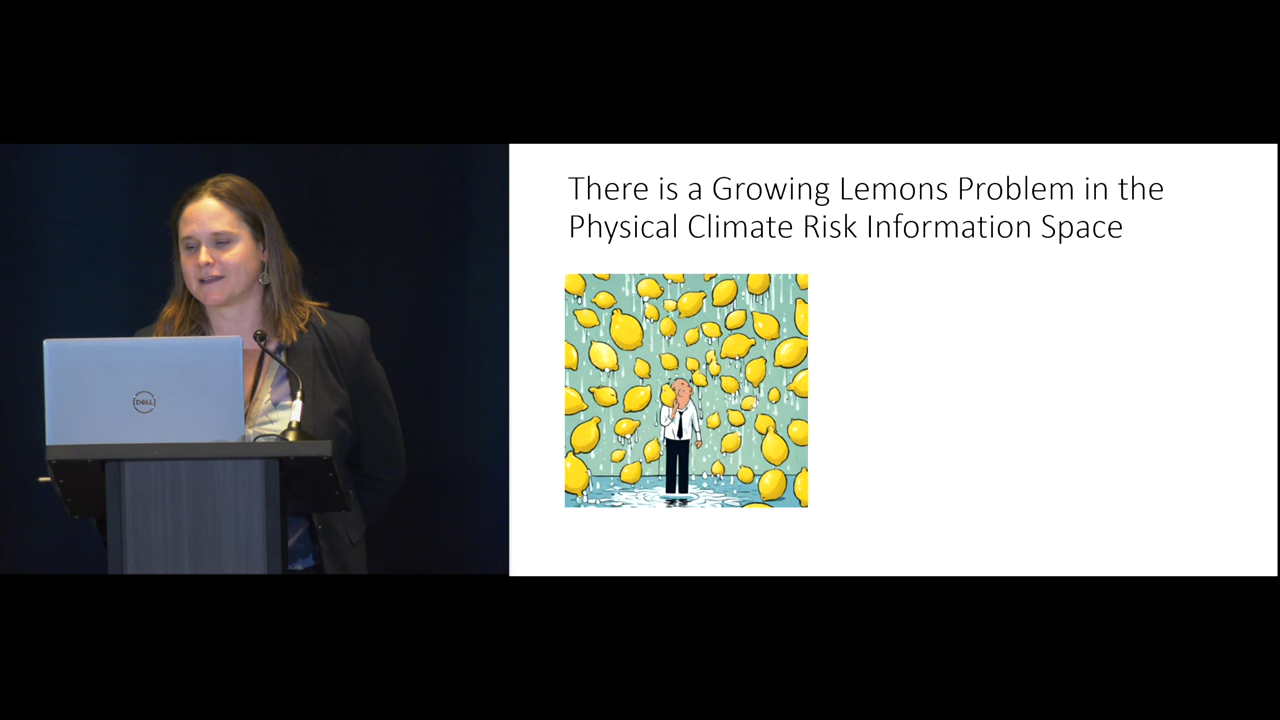 There is a Growing Lemons Problem in the
Physical Climate Risk Information Space
DELL